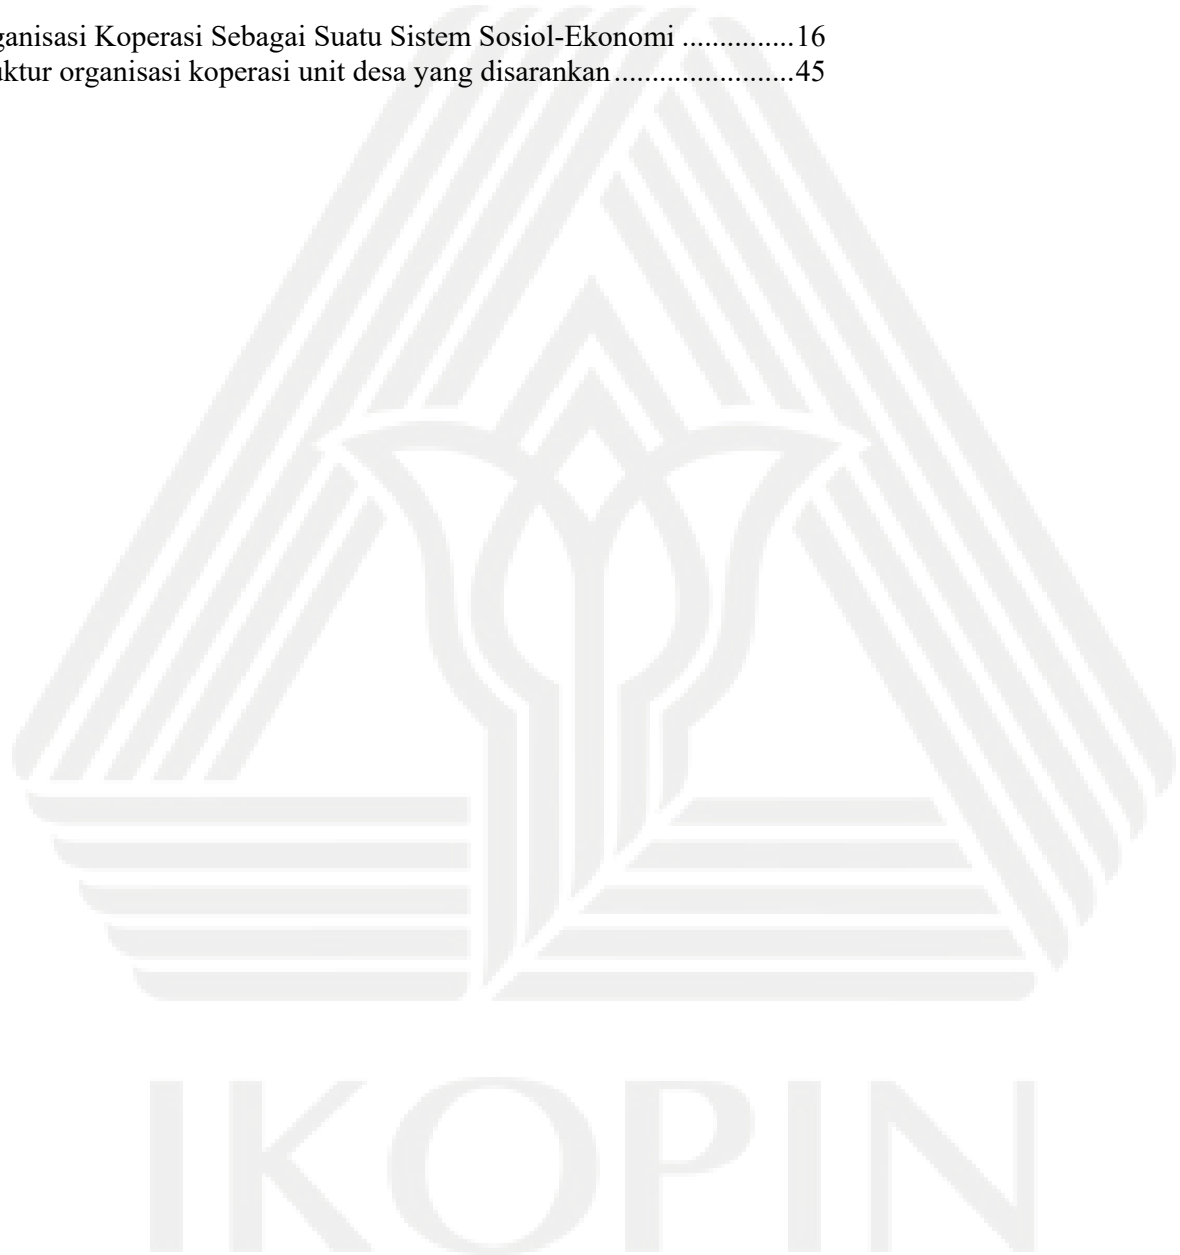 ganisasi Koperasi Sebagai Suatu Sistem Sosiol-Ekonomi ...............16
ktur organisasi koperasi unit desa yang disarankan........................45
IKOPIN